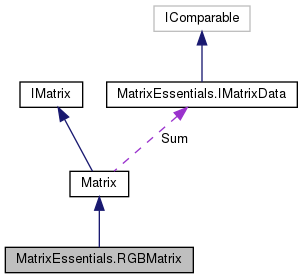 IComparable
IMatrix
MatrixEssentials.IMatrixData
Sum
Matrix
MatrixEssentials.RGBMatrix